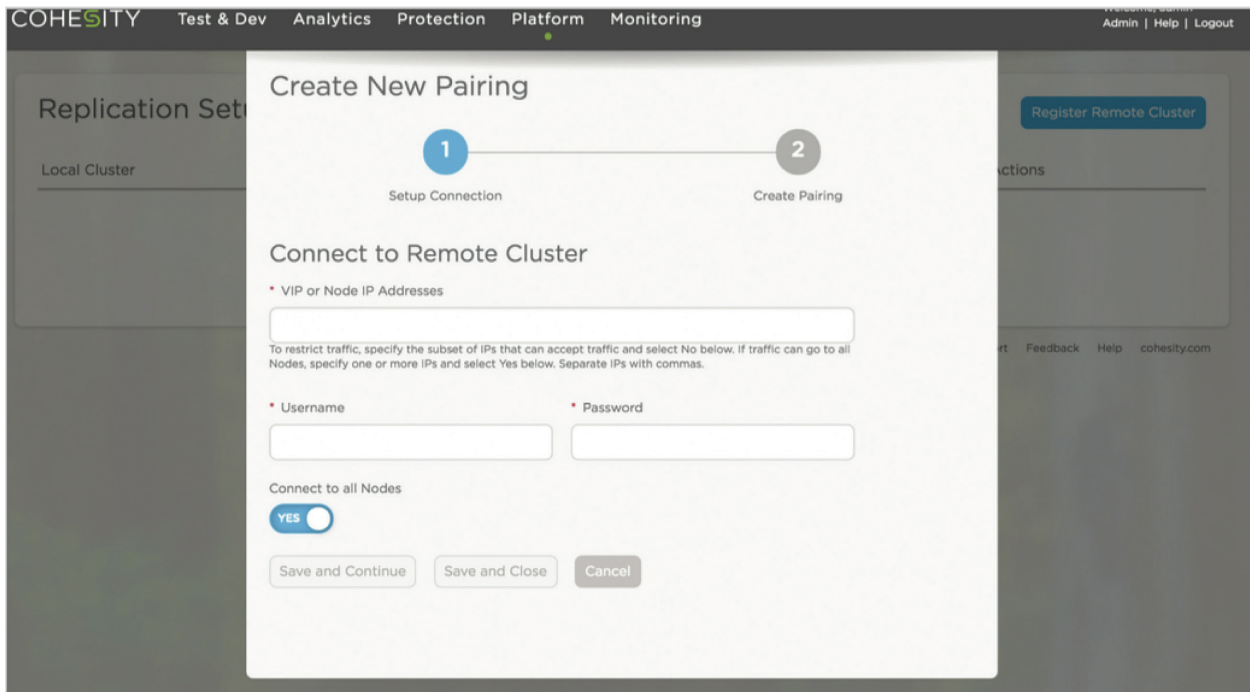 COHESITY Test & Dev Analytics Protection Platform Monitoring
Admin | Help | Logout
Create New Pairing
Replication
Register Remote Cluster
1 2
Local Cluster
Setup Connection Create Pairing
Connect to Remote Cluster
* VIP or Node IP Addresses
To restrict traffic, specify the subset of IPs that can accept traffic and select No below. If traffic can go to all
Nodes, specify one or more IPs and select Yes below. Separate IPs with commas.
Feedback Help cohesity.com
* Username * Password
Connect to all Nodes
YES
Save and Continue Save and Close Cancel